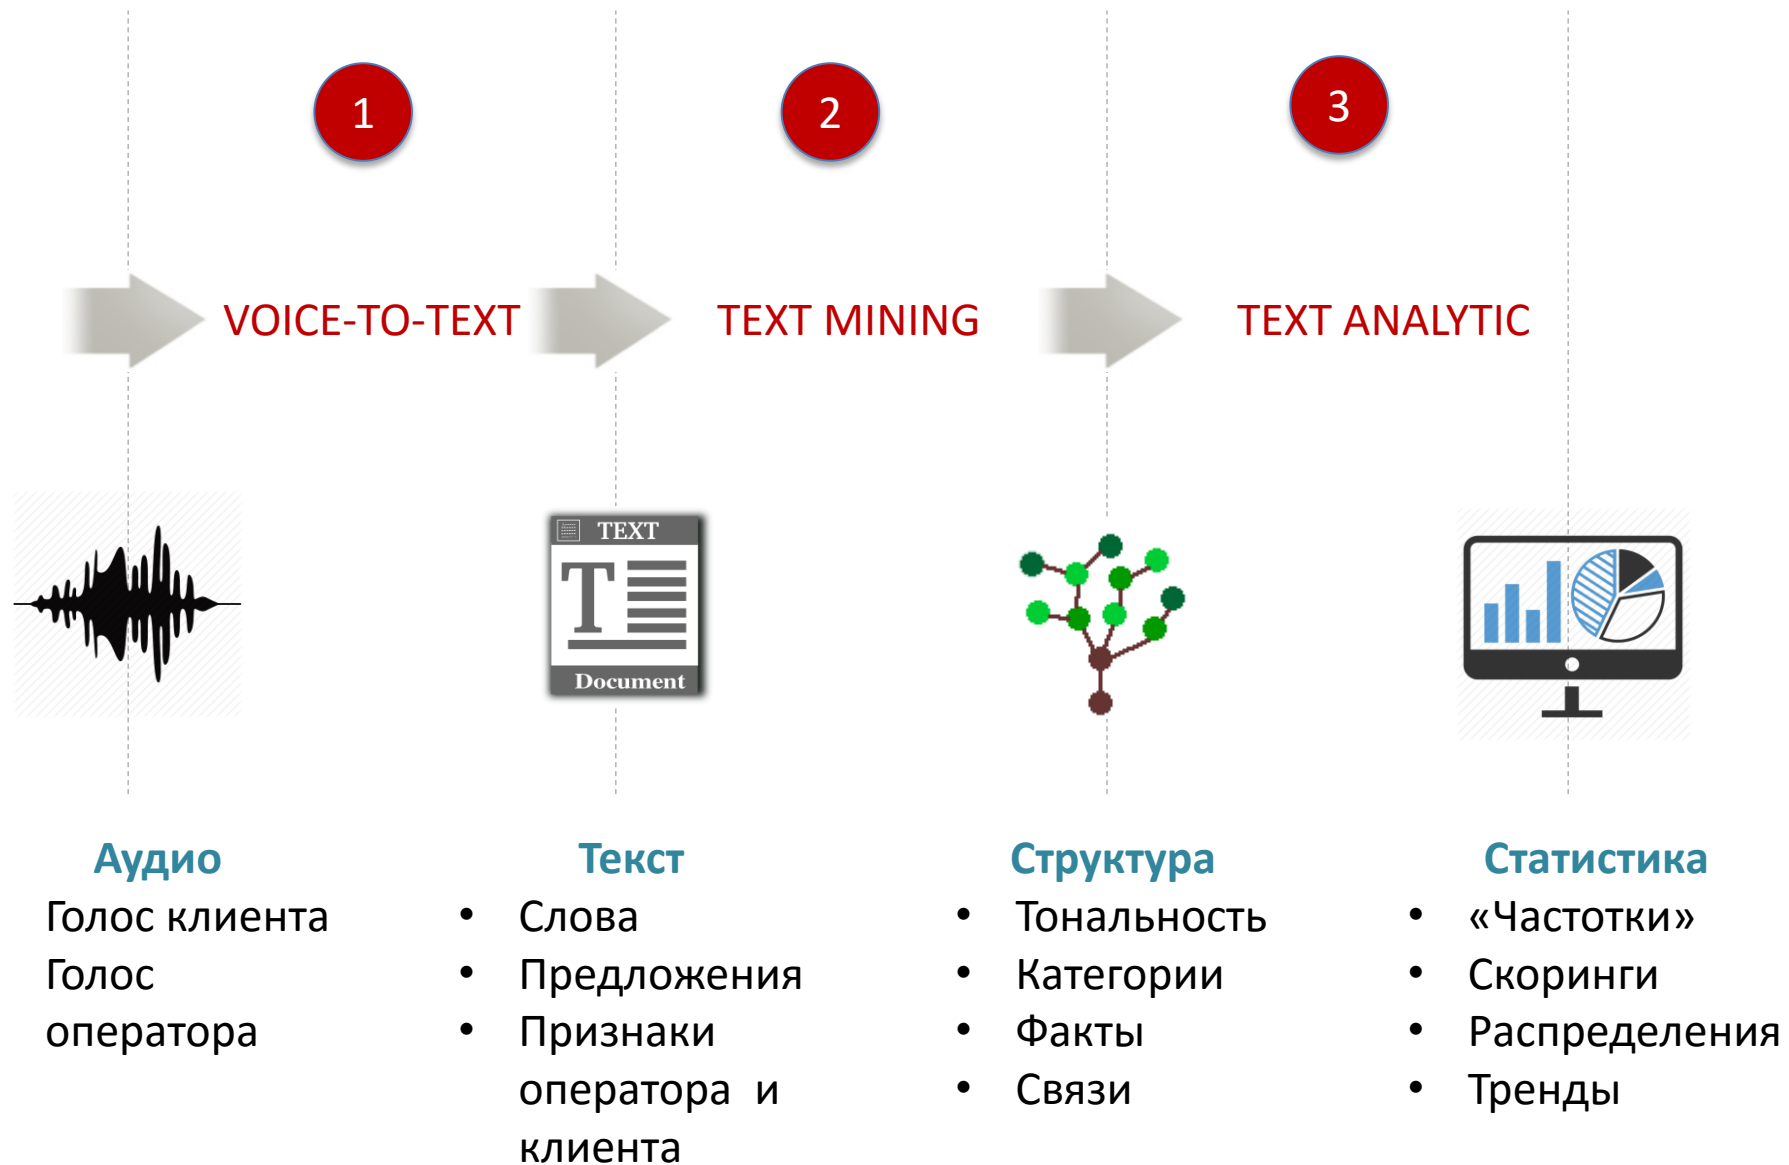 1
2
3
VOICE-TO-TEXT
TEXT MINING
TEXT ANALYTIC
TEXT
T
Document
Аудио
Голос клиента
Голос
оператора
Текст
• Слова
• Предложения
• Признаки
оператора и
клиента
Структура
• Тональность
• Категории
• Факты
• Связи
Статистика
• «Частотки»
• Скоринги
• Распределения
• Тренды